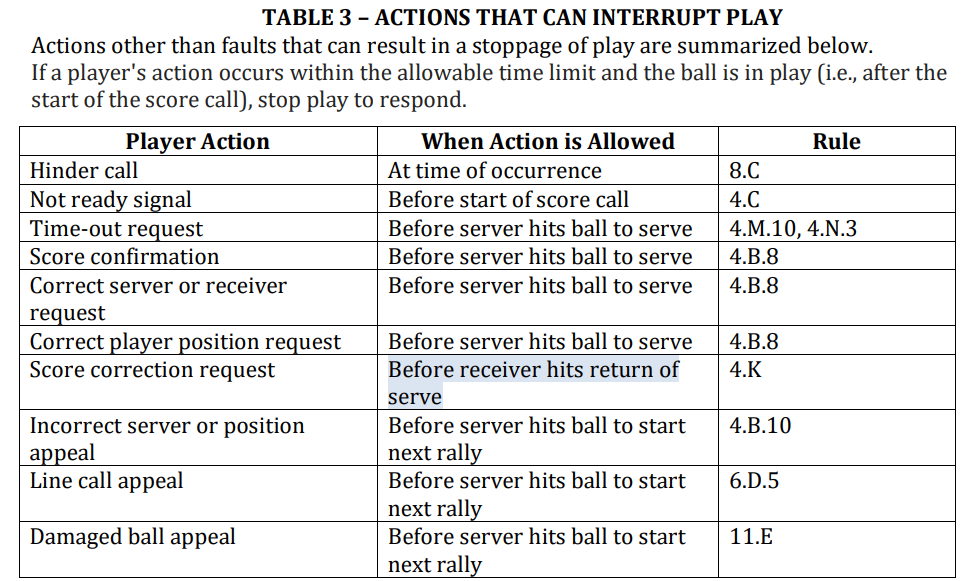 TABLE 3 – ACTIONS THAT CAN INTERRUPT PLAY
Actions other than faults that can result in a stoppage of play are summarized below.
If a player's action occurs within the allowable time limit and the ball is in play (i.e., after the
start of the score call), stop play to respond.
Player Action When Action is Allowed Rule
Hinder call At time of occurrence 8.C
Not ready signal Before start of score call 4.C
Time-out request Before server hits ball to serve 4.M.10, 4.N.3
Score confirmation Before server hits ball to serve 4.B.8
Correct server or receiver Before server hits ball to serve 4.B.8
request
Correct player position request Before server hits ball to serve 4.B.8
Score correction request Before receiver hits return of 4.K
serve
Incorrect server or position Before server hits ball to start 4.B.10
appeal next rally
Line call appeal Before server hits ball to start 6.D.5
next rally
Damaged ball appeal Before server hits ball to start 11.E
next rally